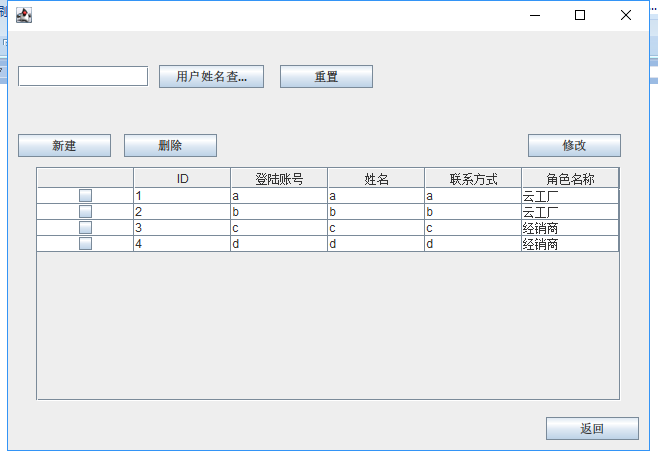 用户姓名查... 重置
新建 删除 修改
ID 登陆账号 姓名 联系方式 角色名称
1 a a a 云工厂
2 b b b 云工厂
3 c c c 经销商
4 d d d 经销商
返回